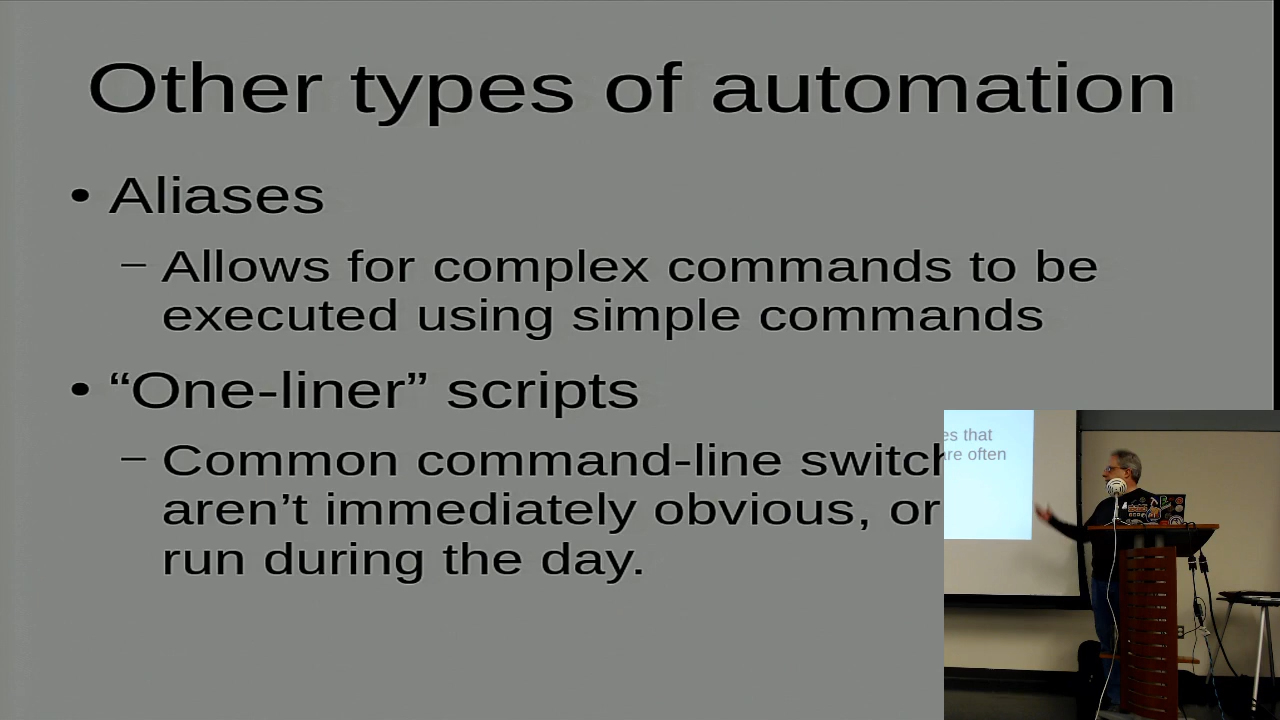 Other types of automation
• Aliases
– Allows for complex commands to be
executed using simple commands
• “One-liner” scripts
– Common command-line switch
aren’t immediately obvious, or
run during the day.
es that
re often